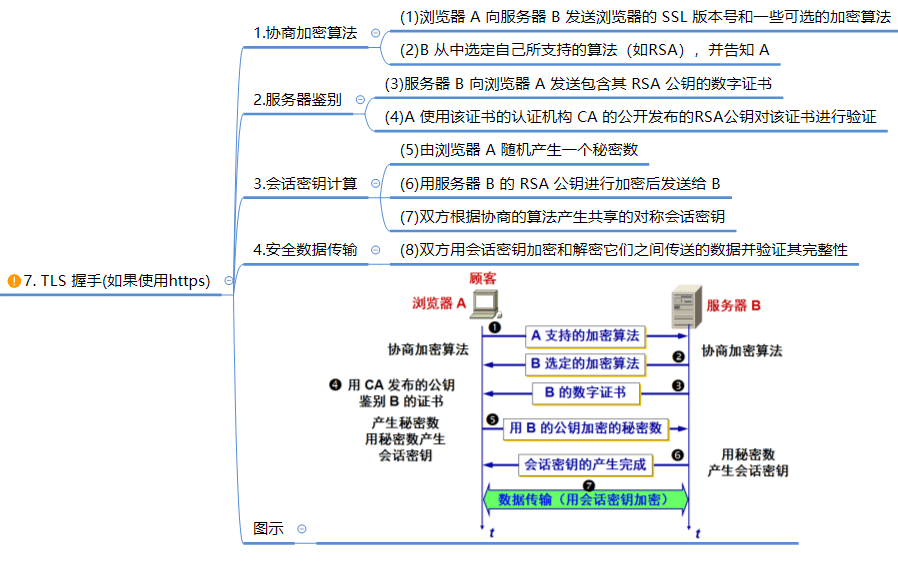 (1)浏览器 A 向服务器 B 发送浏览器的 SSL 版本号和一些可选的加密算法
1.协商加密算法
(2)B 从中选定自己所支持的算法（如RSA），并告知 A
(3)服务器 B 向浏览器 A 发送包含其 RSA 公钥的数字证书
2.服务器鉴别
(4)A 使用该证书的认证机构 CA 的公开发布的RSA公钥对该证书进行验证
(5)由浏览器 A 随机产生一个秘密数
3.会话密钥计算
(6)用服务器 B 的 RSA 公钥进行加密后发送给 B
(7)双方根据协商的算法产生共享的对称会话密钥
4.安全数据传输
(8)双方用会话密钥加密和解密它们之间传送的数据并验证其完整性
7. TLS 握手(如果使用https)
顾客
浏览器 A
服务器 B
❶
A 支持的加密算法
协商加密算法
协商加密算法
❷
B 选定的加密算法
❸
B 的数字证书
❹ 用 CA 发布的公钥
鉴别 B 的证书
产生秘密数
用秘密数产生
会话密钥
❺
用 B 的公钥加密的秘密数
❻
会话密钥的产生完成
用秘密数
产生会话密钥
❼
数据传输（用会话密钥加密）
t
t
图示